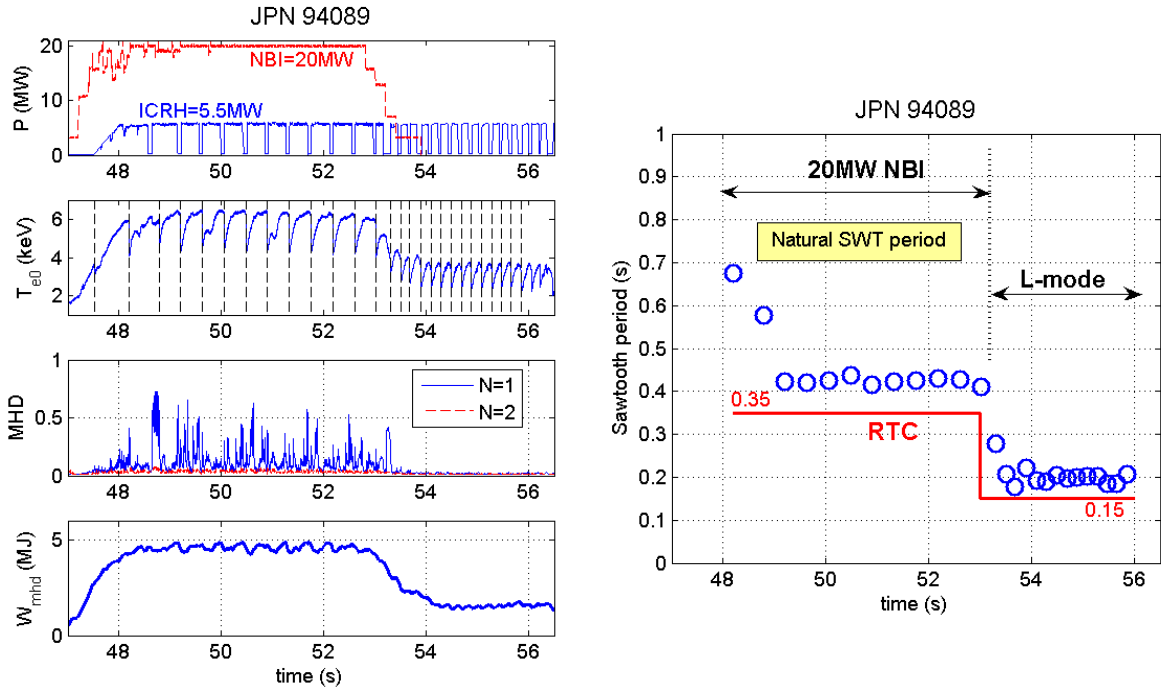 JPN 94089
20
10
0
P (MW)
NBI=20MW
ICRH=5.5MW
48 50 52 54 56
6
4
2
T_e0 (keV)
48 50 52 54 56
1
0.5
0
MHD
N=1
N=2
48 50 52 54 56
5
0
W_mhd (MJ)
48 50 52 54 56
time (s)
JPN 94089
1
0.9
0.8
0.7
0.6
0.5
0.4
0.3
0.2
0.1
0
Sawtooth period (s)
20MW NBI
Natural SWT period
L-mode
0.35
RTC
0.15
48 50 52 54 56
time (s)